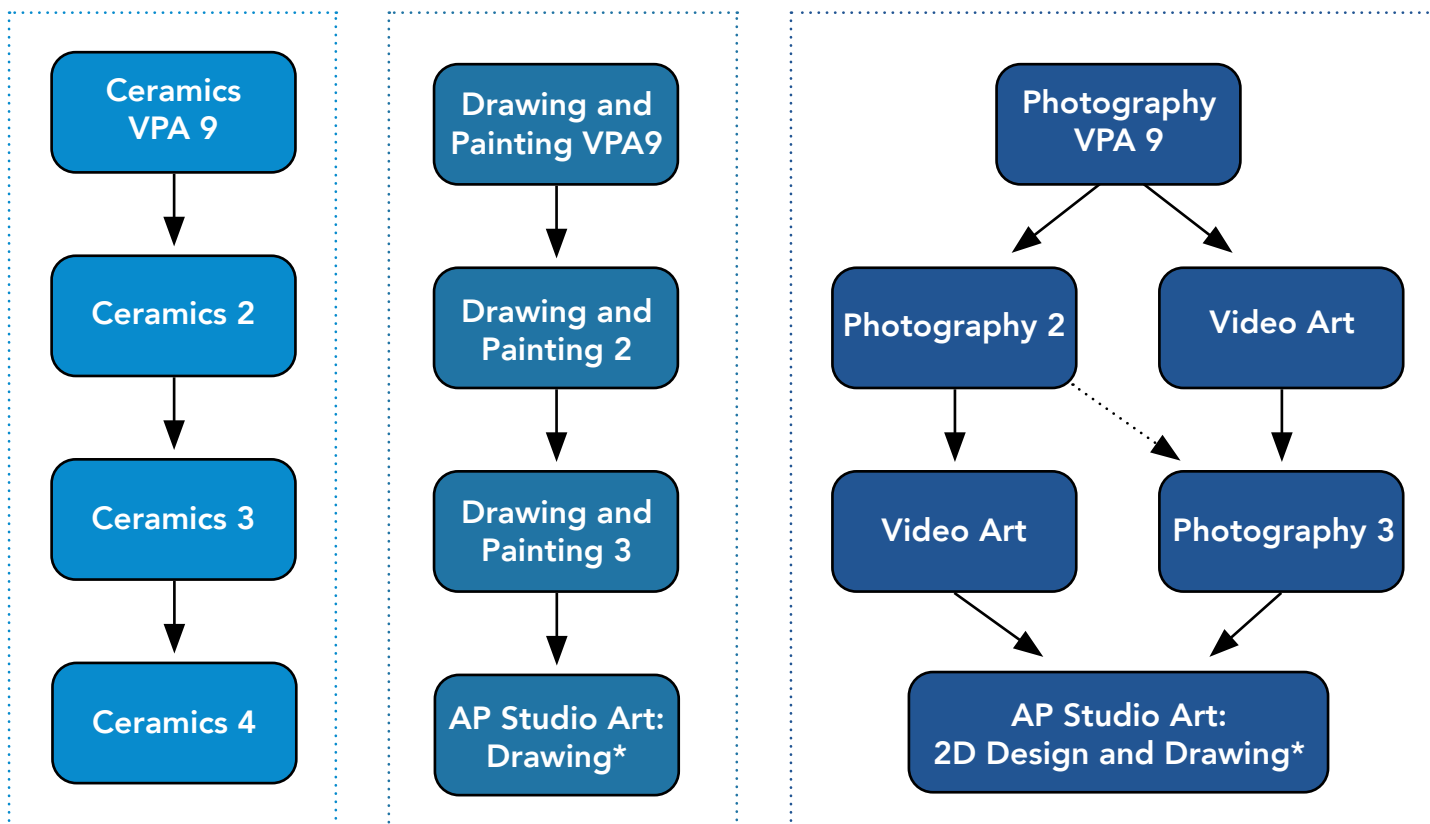 Ceramics
VPA 9
Ceramics 2
Ceramics 3
Ceramics 4
Drawing and
Painting VPA9
Drawing and
Painting 2
Drawing and
Painting 3
AP Studio Art:
Drawing*
Photography
VPA 9
Photography 2
Video Art
Video Art
Photography 3
AP Studio Art:
2D Design and Drawing*